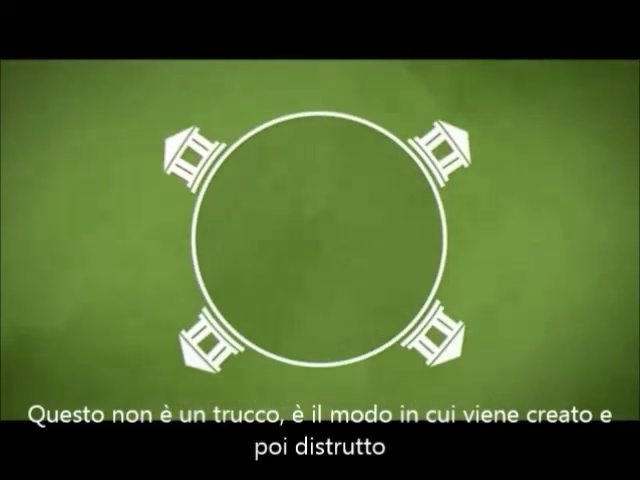 Questo non è un trucco, è il modo in cui viene creato e
poi distrutto